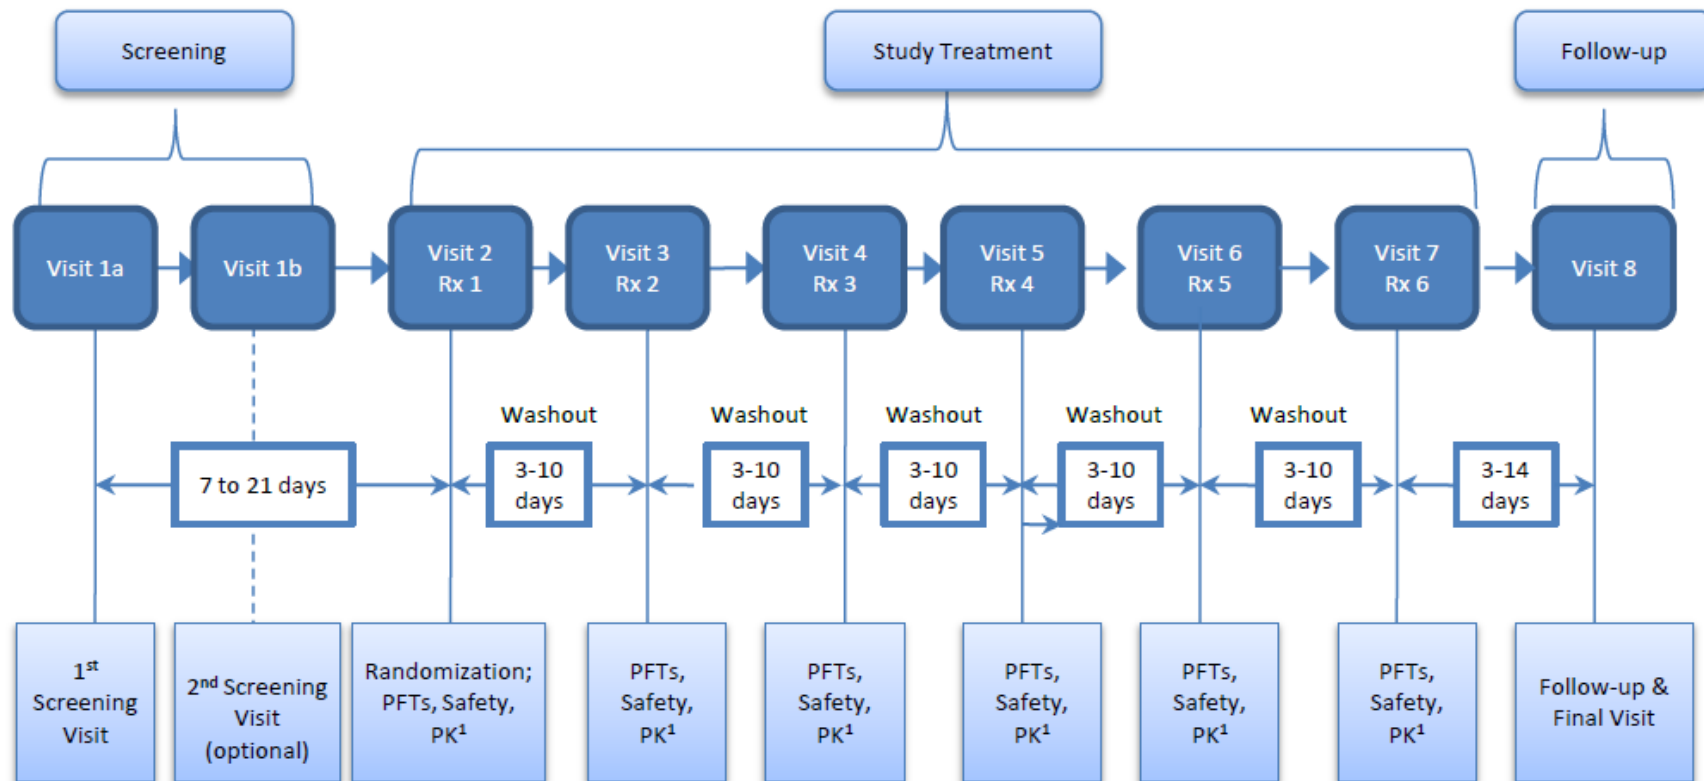 Screening
Study Treatment
Follow-up
Visit 1a
Visit 1b
Visit 2
Rx 1
Visit 3
Rx 2
Visit 4
Rx 3
Visit 5
Rx 4
Visit 6
Rx 5
Visit 7
Rx 6
Visit 8
Washout
Washout
Washout
Washout
Washout
7 to 21 days
3-10
days
3-10
days
3-10
days
3-10
days
3-10
days
3-14
days
1st
Screening
Visit
2nd Screening
Visit
(optional)
Randomization;
PFTs, Safety,
PK1
PFTs,
Safety,
PK1
PFTs,
Safety,
PK1
PFTs,
Safety,
PK1
PFTs,
Safety,
PK1
PFTs,
Safety,
PK1
Follow-up &
Final Visit